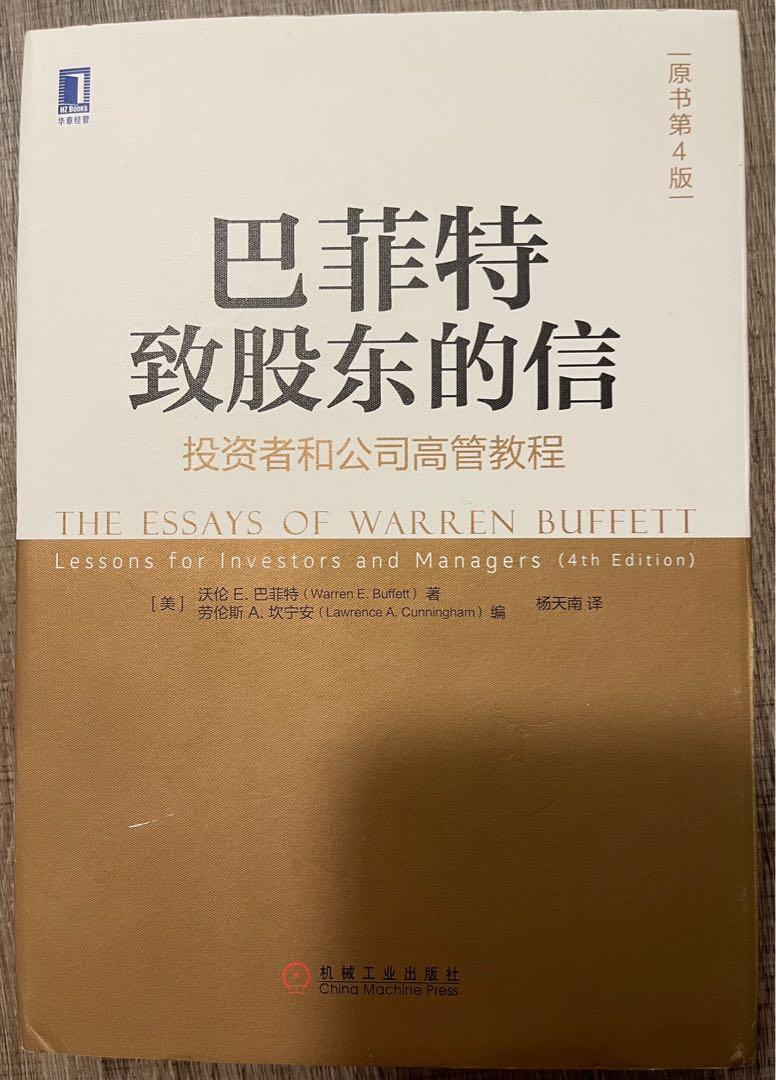 HZ BOOKS
华章经管
原书第4版
巴菲特
致股东的信
投资者和公司高管教程
THE ESSAYS OF WARREN BUFFETT
Lessons for Investors and Managers (4th Edition)
[美] 沃伦 E. 巴菲特（Warren E. Buffett）著
劳伦斯 A. 坎宁安（Lawrence A. Cunningham）编 杨天南 译
机械工业出版社
China Machine Press